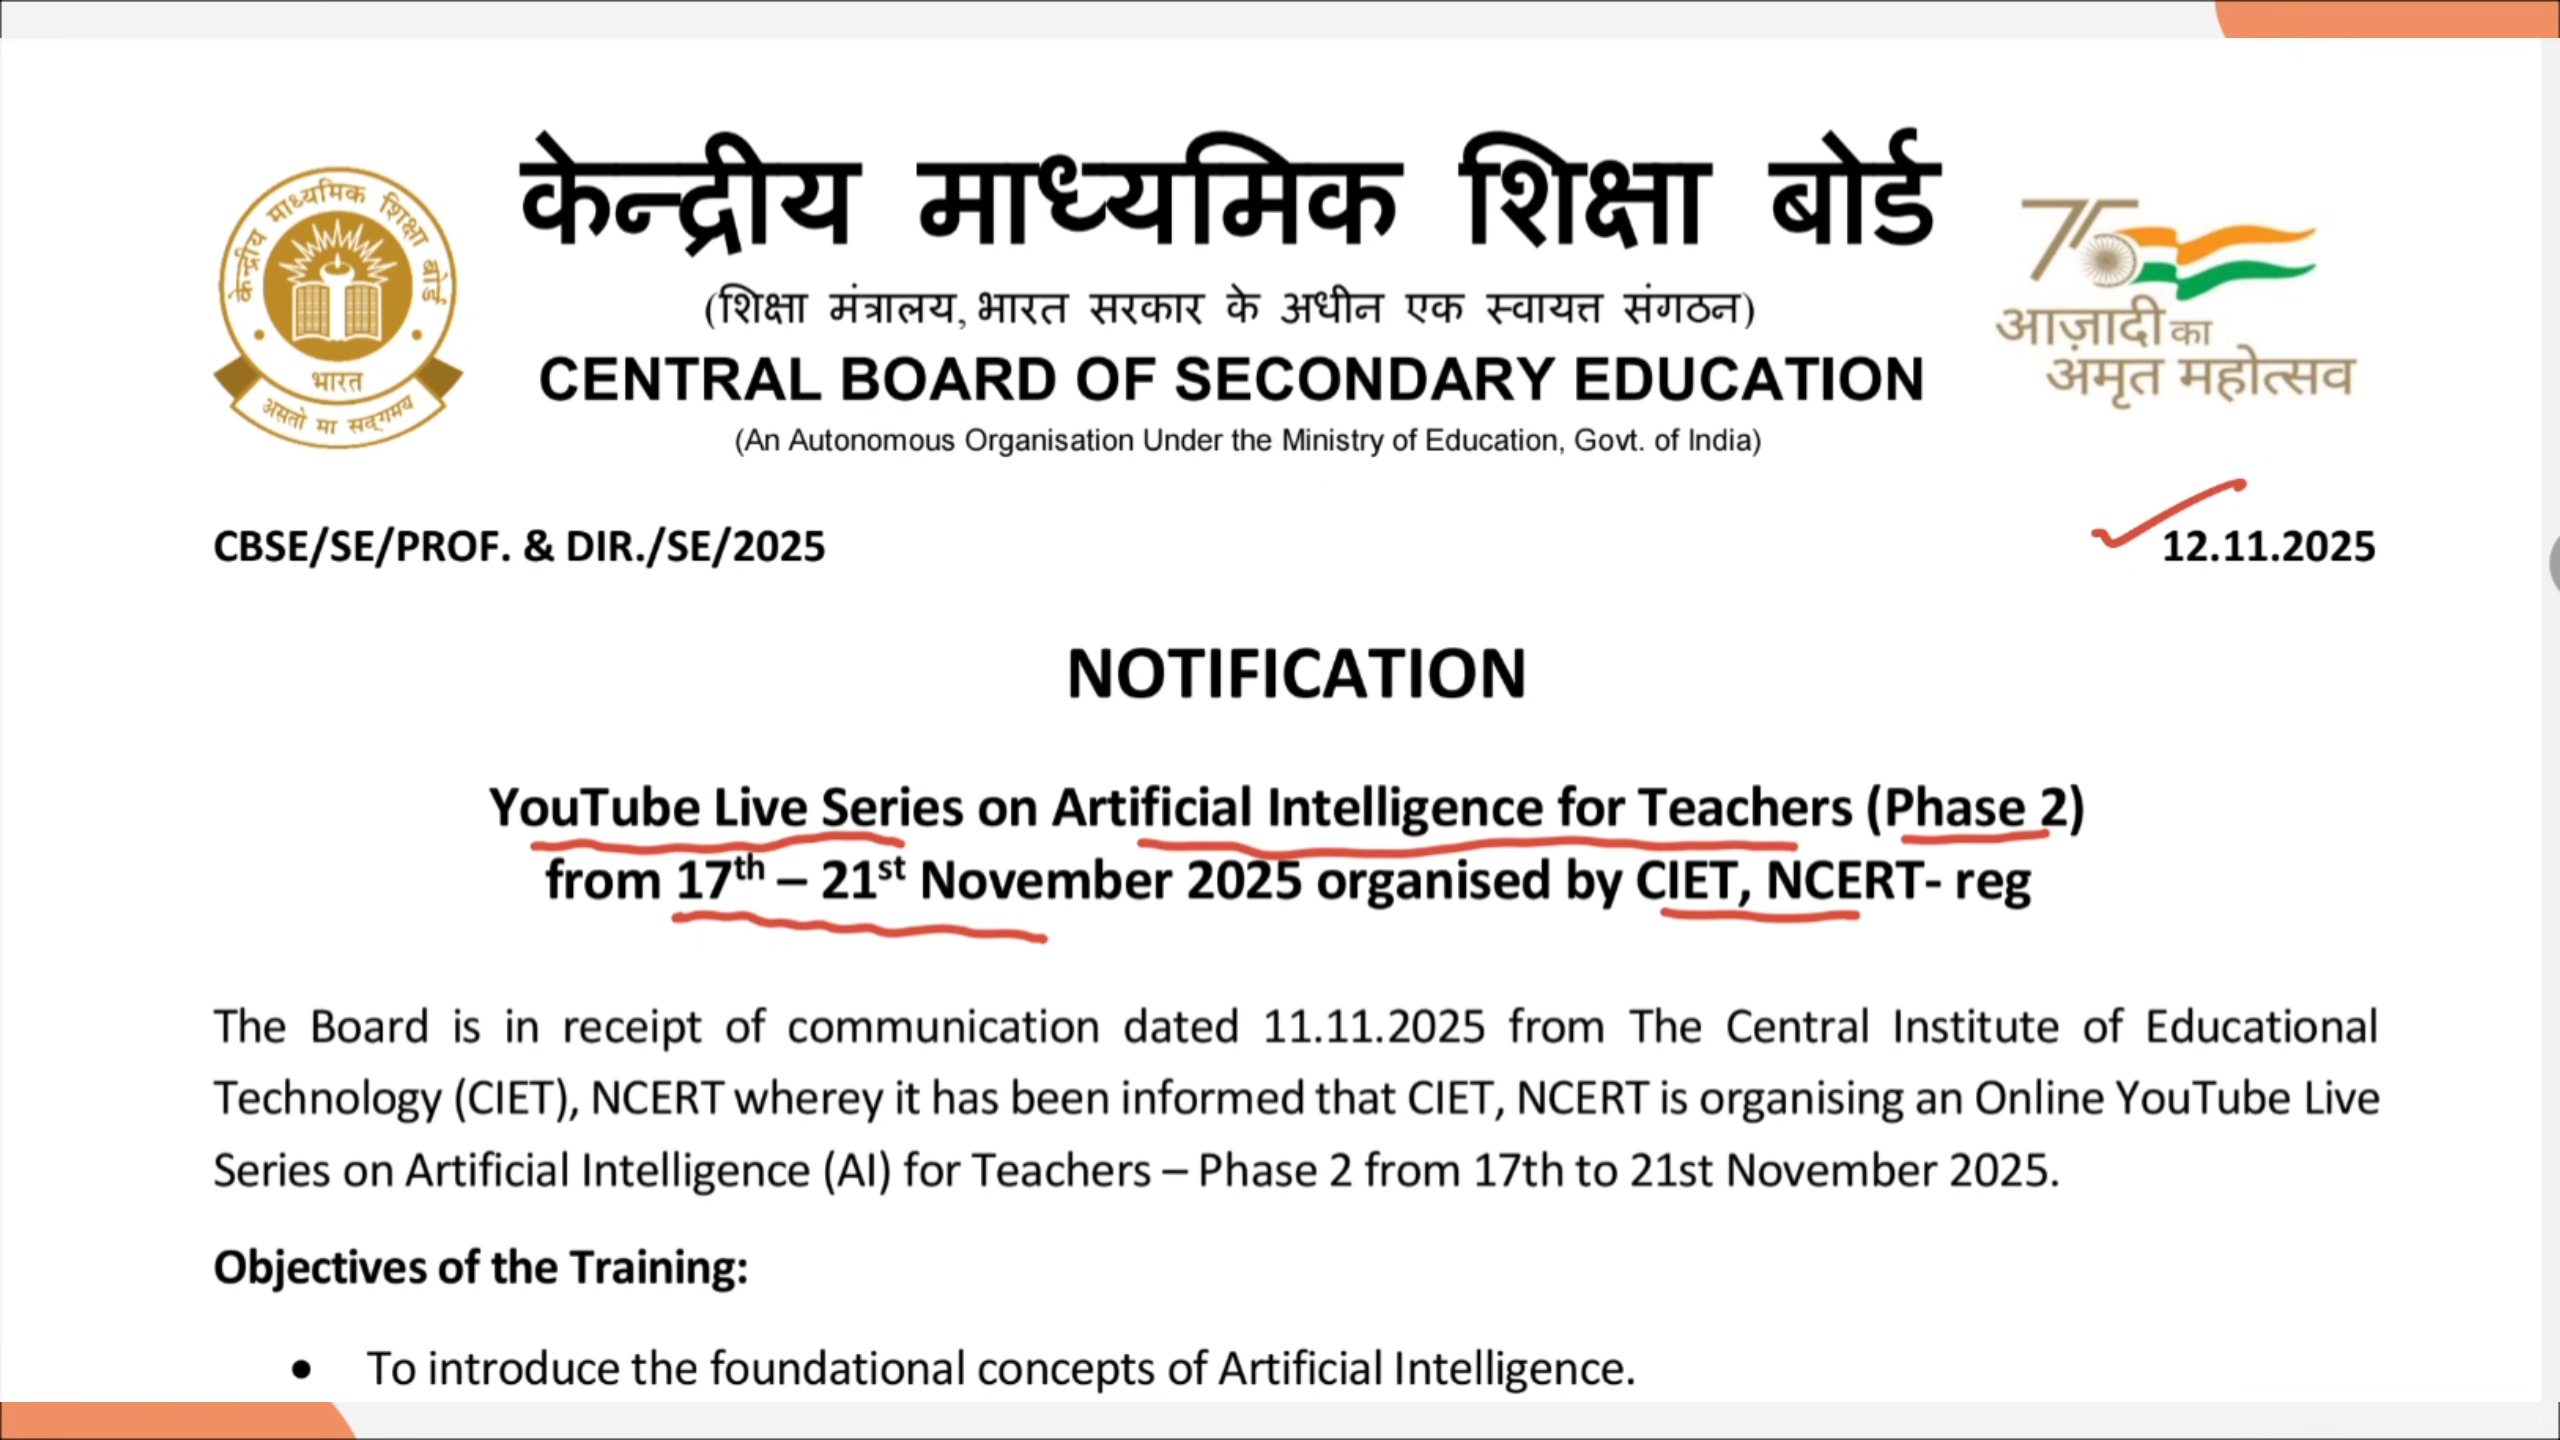 केन्द्रीय माध्यमिक शिक्षा बोर्ड
(शिक्षा मंत्रालय, भारत सरकार के अधीन एक स्वायत्त संगठन)
CENTRAL BOARD OF SECONDARY EDUCATION
(An Autonomous Organisation Under the Ministry of Education, Govt. of India)
केन्द्रीय माध्यमिक शिक्षा बोर्ड
भारत
असतो मा सद्गमय
75
आज़ादी का
अमृत महोत्सव
CBSE/SE/PROF. & DIR./SE/2025 12.11.2025
NOTIFICATION
YouTube Live Series on Artificial Intelligence for Teachers (Phase 2)
from 17th – 21st November 2025 organised by CIET, NCERT- reg
The Board is in receipt of communication dated 11.11.2025 from The Central Institute of Educational
Technology (CIET), NCERT wherey it has been informed that CIET, NCERT is organising an Online YouTube Live
Series on Artificial Intelligence (AI) for Teachers – Phase 2 from 17th to 21st November 2025.
Objectives of the Training:
• To introduce the foundational concepts of Artificial Intelligence.